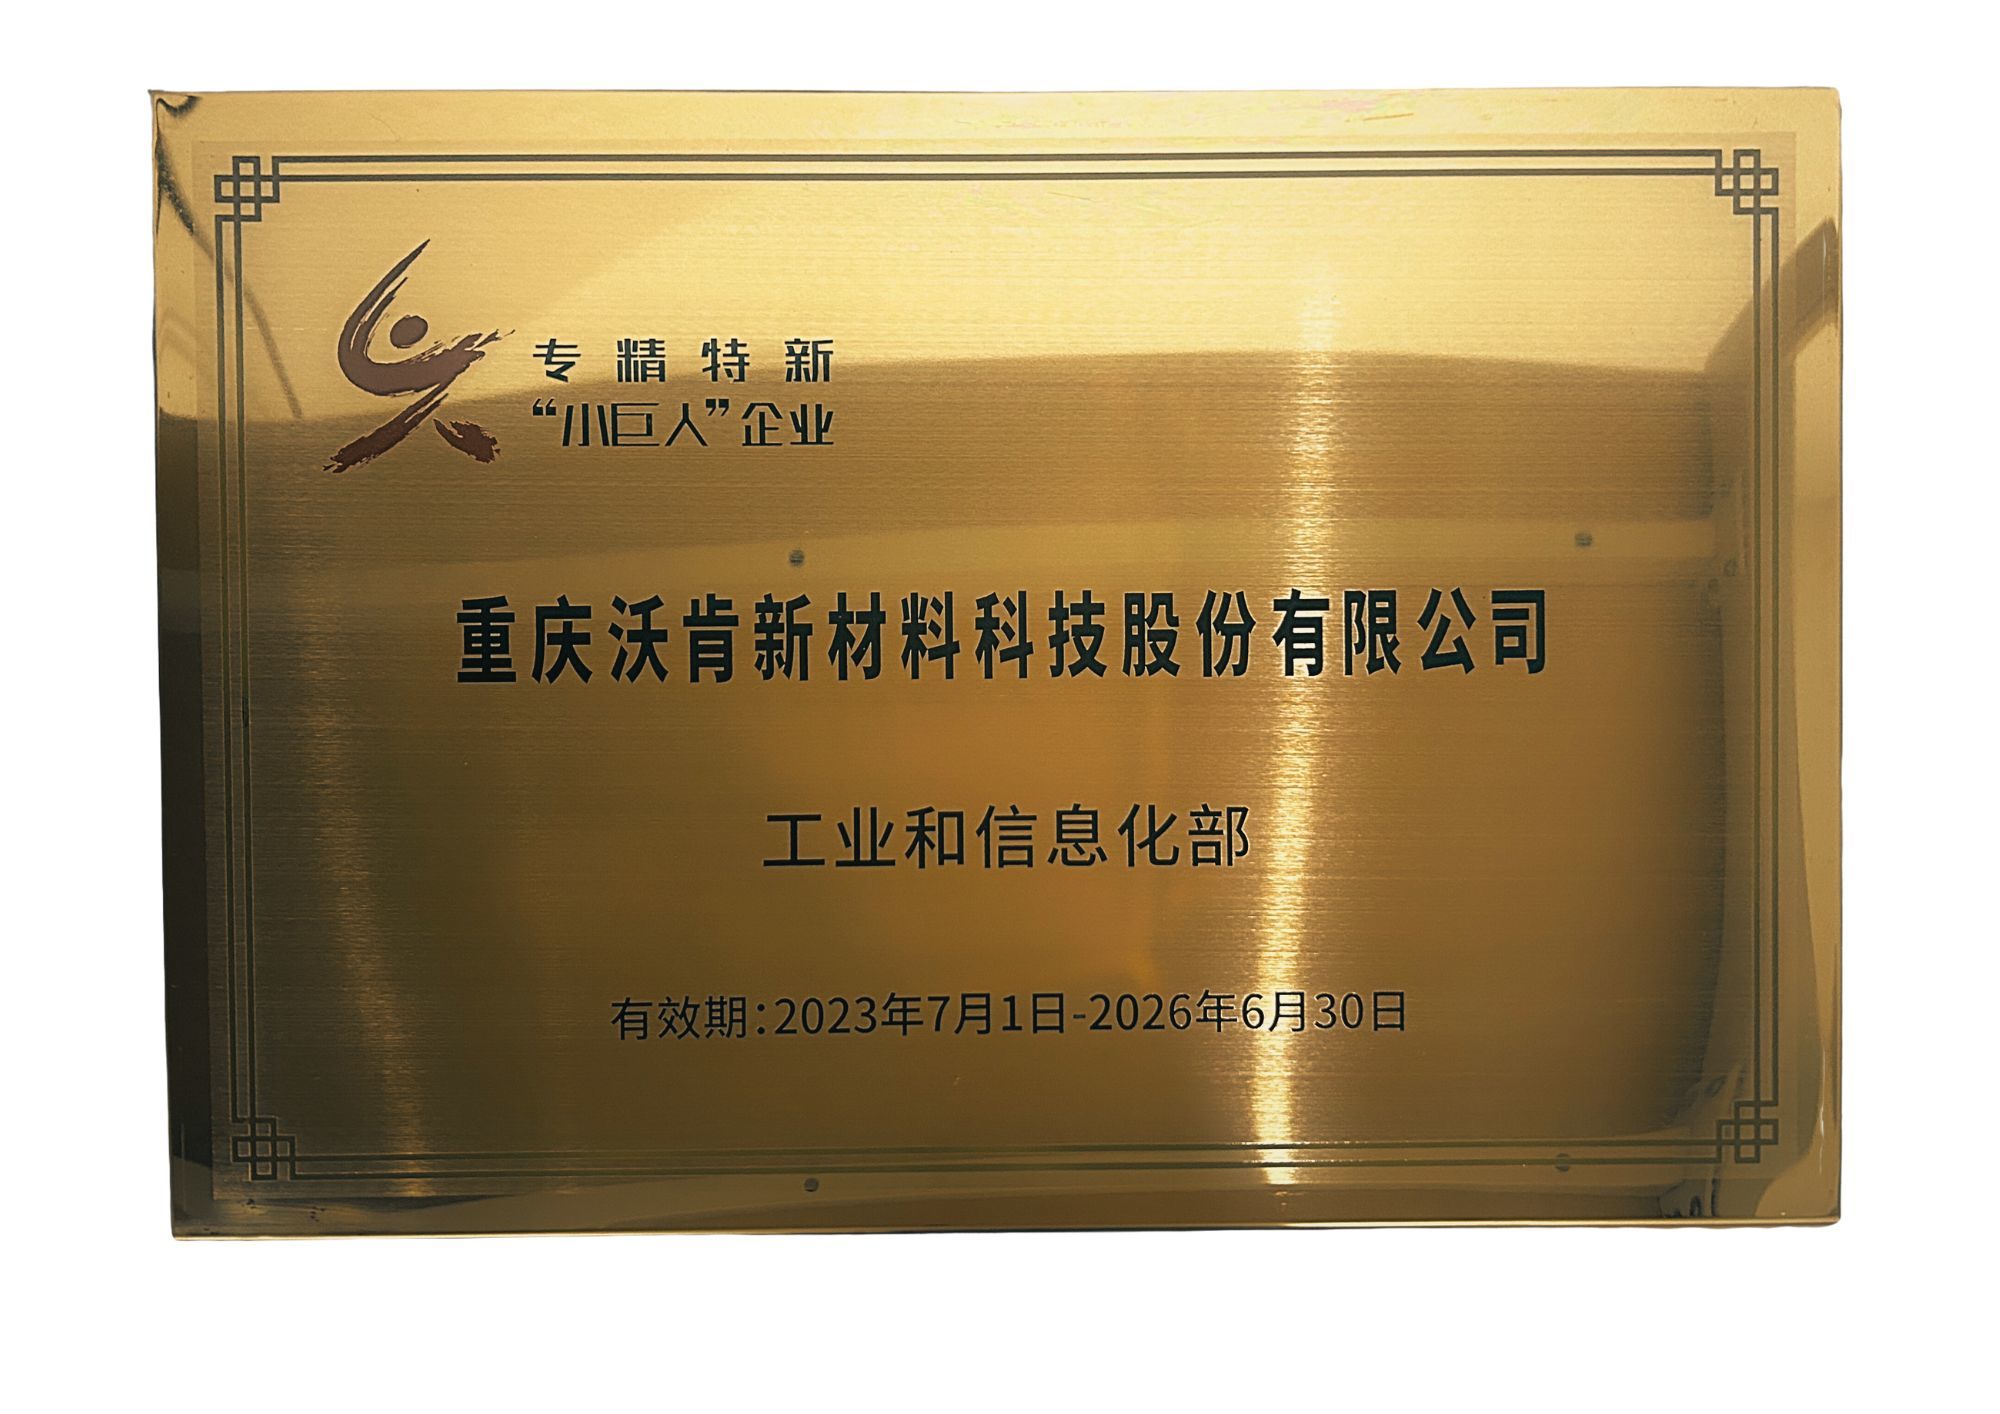 专精特新
“小巨人”企业
重庆沃肯新材料科技股份有限公司
工业和信息化部
有效期：2023年7月1日-2026年6月30日